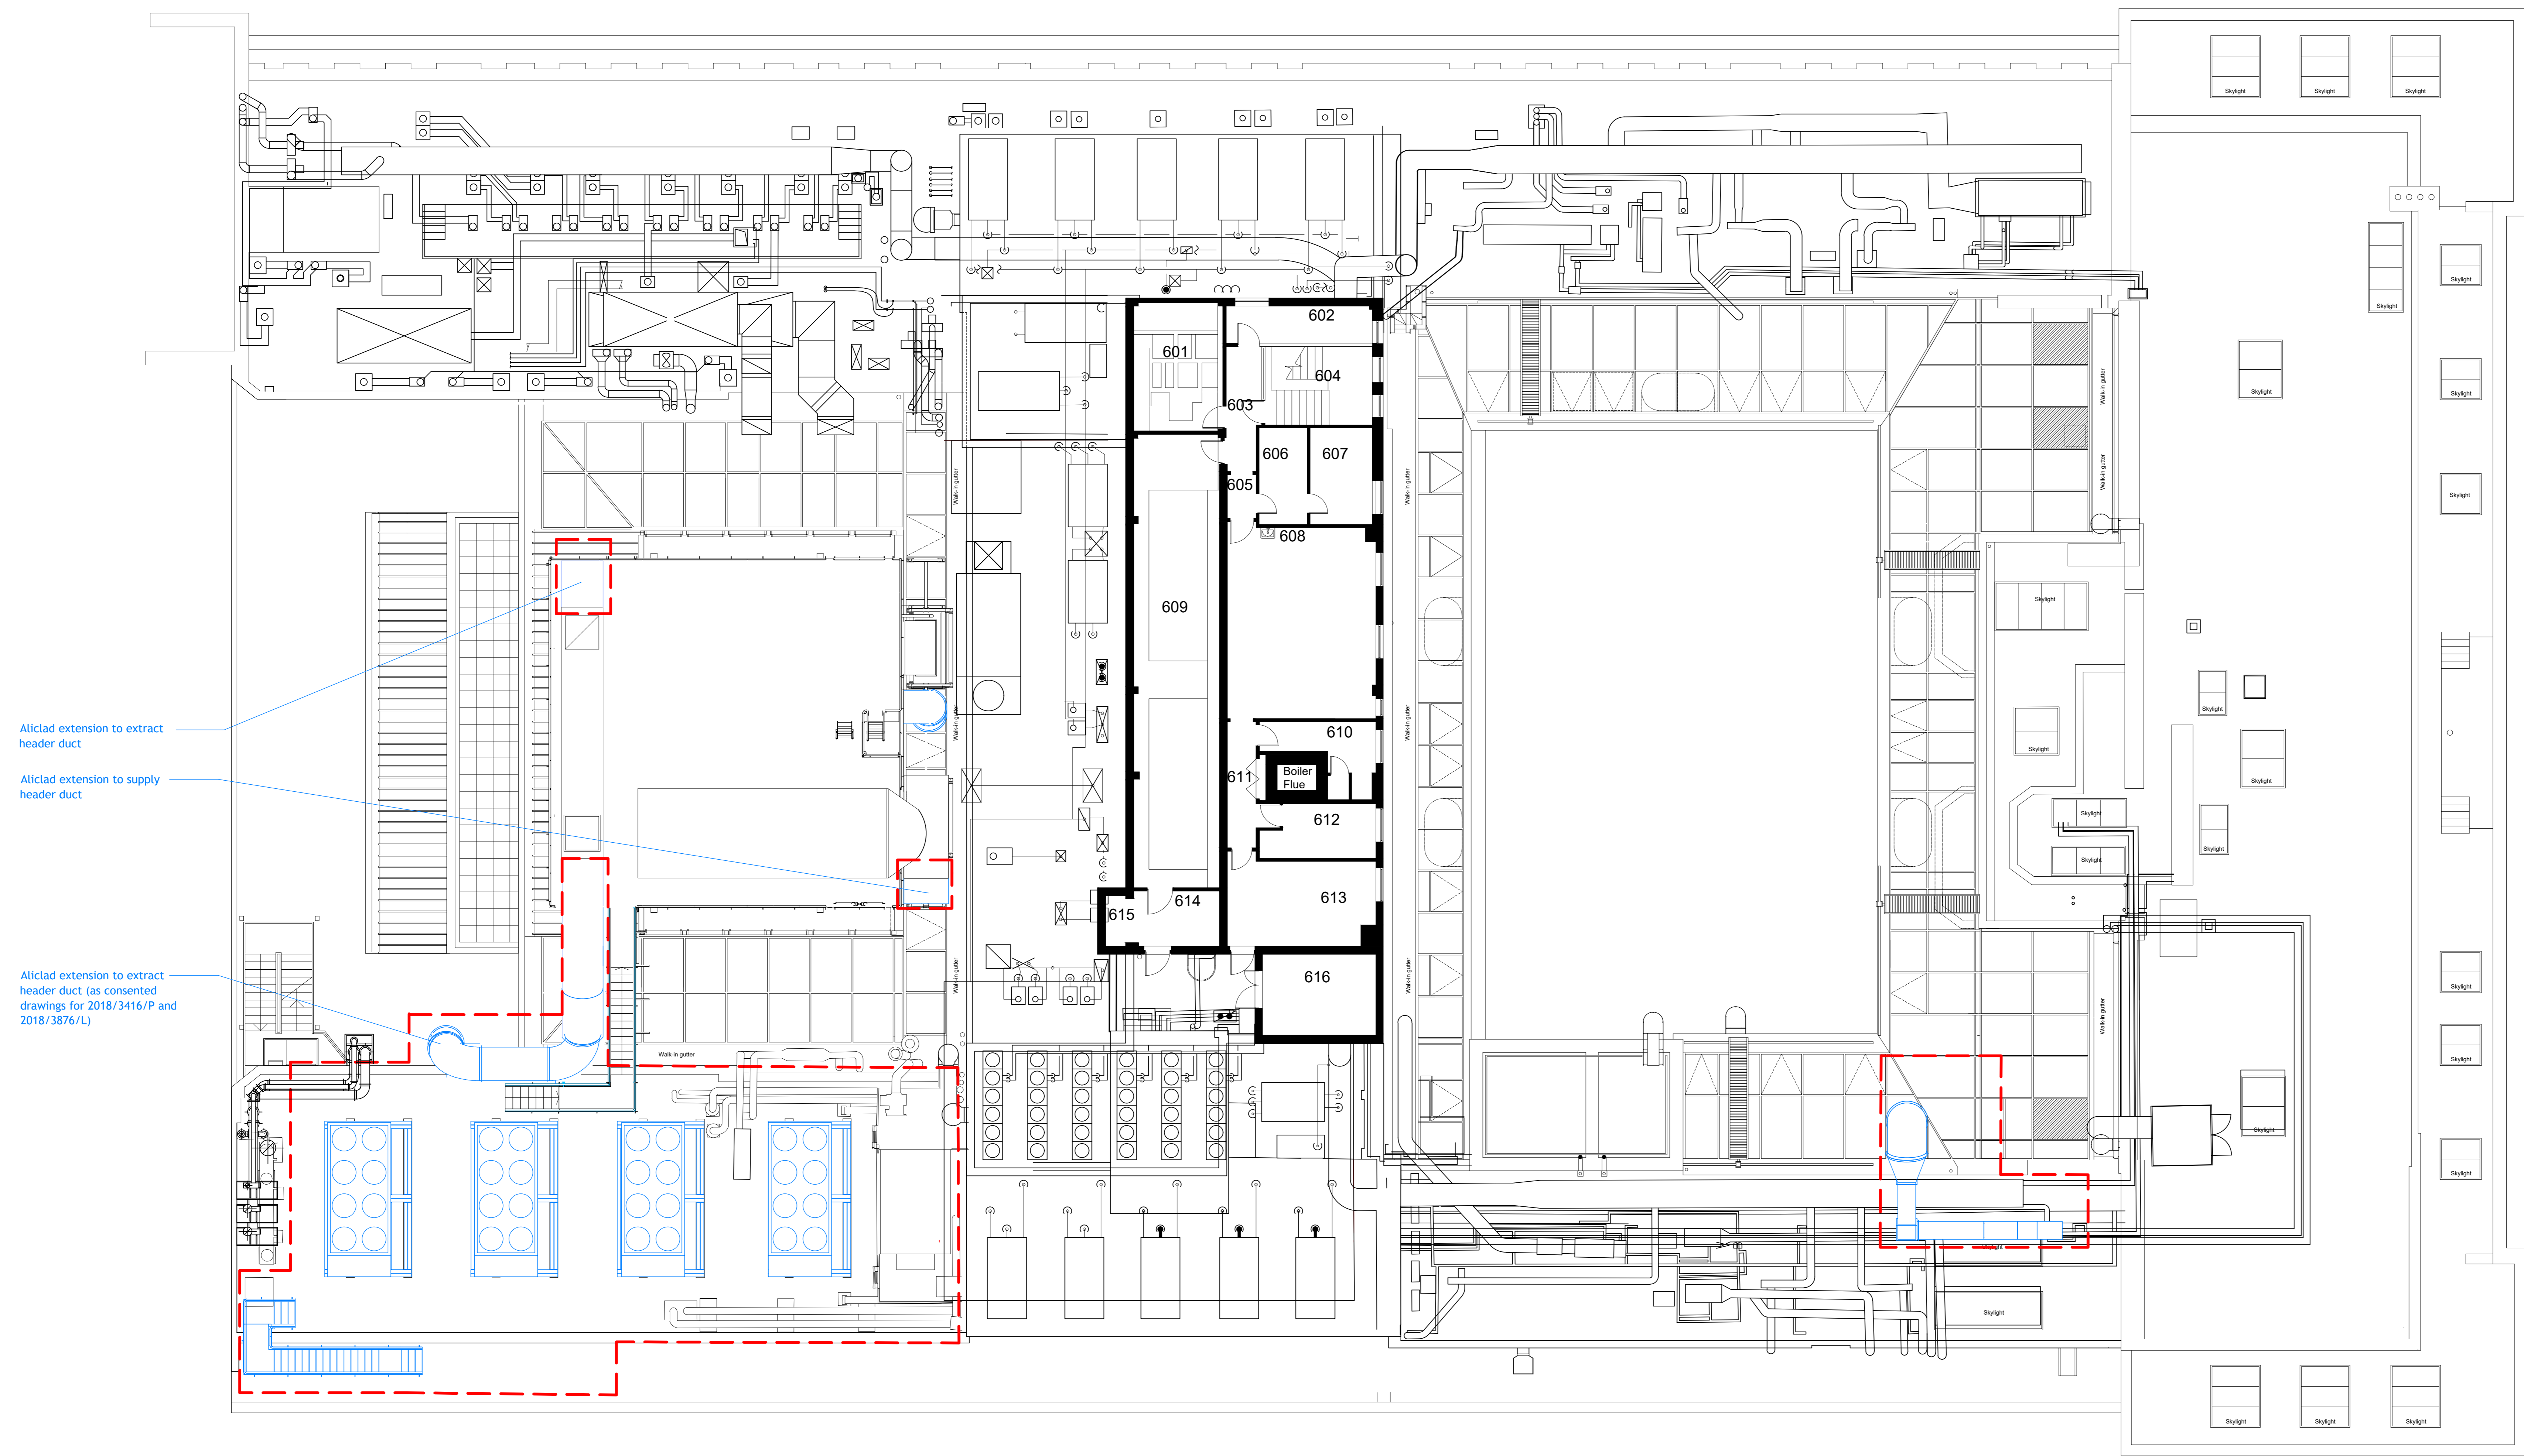 Skylight
Skylight
Skylight
Skylight
Skylight
602
601
604
Skylight
Walk-in gutter
Skylight
603
606
607
605
Walk-in gutter
Walk-in gutter
Walk-in gutter
Skylight
608
609
Skylight
Aliclad extension to extract
header duct
Walk-in gutter
Walk-in gutter
610
Skylight
Skylight
Skylight
Aliclad extension to supply
header duct
611
Boiler
Flue
612
Skylight
Skylight
Skylight
613
614
615
Aliclad extension to extract
header duct (as consented
drawings for 2018/3416/P and
2018/3876/L)
Walk-in gutter
Walk-in gutter
616
Walk-in gutter
Skylight
Walk-in gutter
Skylight
Skylight
Skylight
Skylight
Skylight
Skylight
Skylight
Skylight